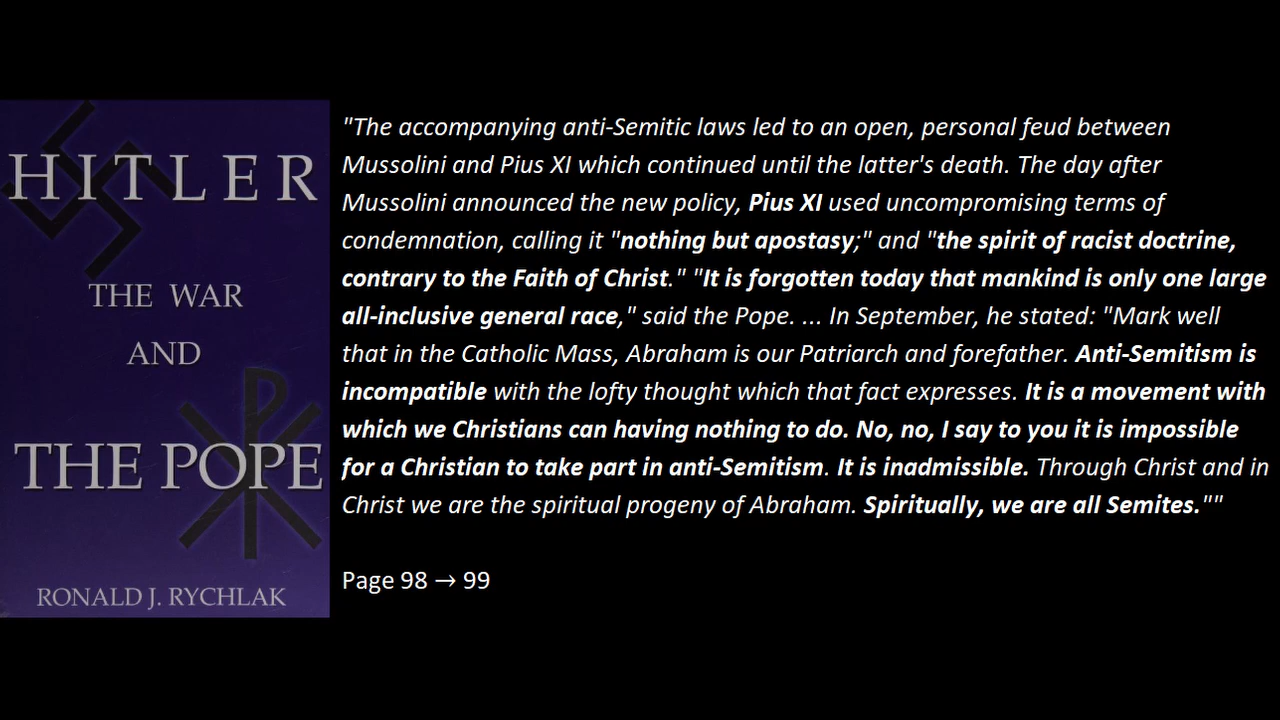 HITLER
THE WAR
AND
THE POPE
RONALD J. RYCHLAK
"The accompanying anti-Semitic laws led to an open, personal feud between
Mussolini and Pius XI which continued until the latter's death. The day after
Mussolini announced the new policy, Pius XI used uncompromising terms of
condemnation, calling it "nothing but apostasy;" and "the spirit of racist doctrine,
contrary to the Faith of Christ." "It is forgotten today that mankind is only one large
all-inclusive general race," said the Pope. ... In September, he stated: "Mark well
that in the Catholic Mass, Abraham is our Patriarch and forefather. Anti-Semitism is
incompatible with the lofty thought which that fact expresses. It is a movement with
which we Christians can having nothing to do. No, no, I say to you it is impossible
for a Christian to take part in anti-Semitism. It is inadmissible. Through Christ and in
Christ we are the spiritual progeny of Abraham. Spiritually, we are all Semites.""
Page 98 → 99